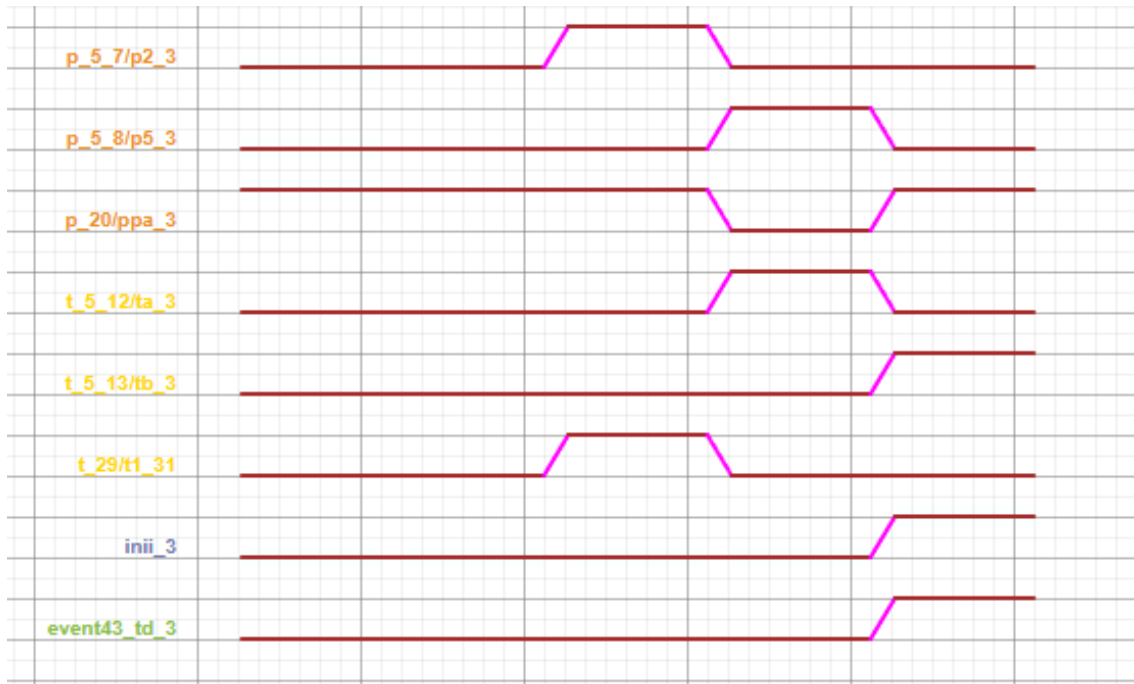 p_5_7/p2_3
p_5_8/p5_3
p_20/ppa_3
t_5_12/ta_3
t_5_13/tb_3
t_29/t1_31
inii_3
event43_td_3